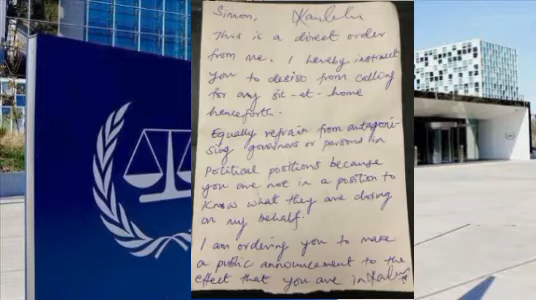 Simon,
This is a direct order
from me. I hereby instruct
you to desist from calling
for any sit-at-home
henceforth.
Equally refrain from antagoni-
sing governors or persons in
political positions because
you are not in a position to
know what they are doing
on my behalf.
I am ordering you to make
a public announcement to the
effect that you are in